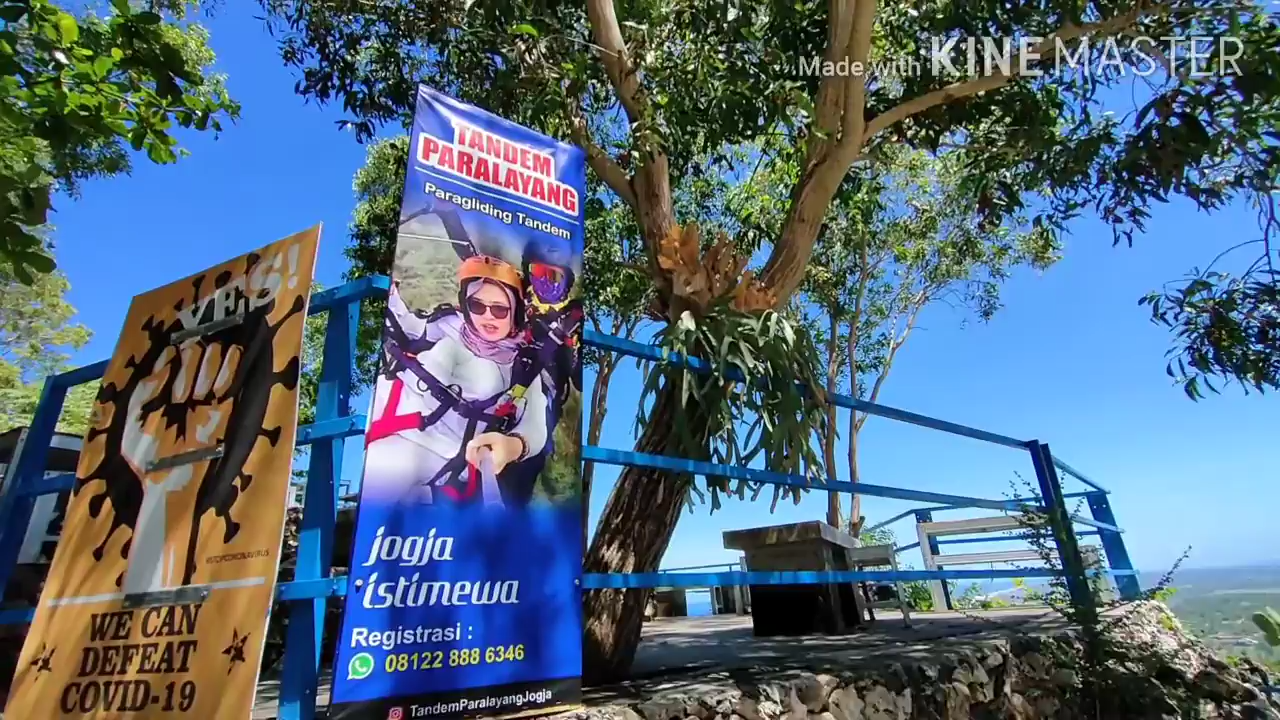 Made with KINEMASTER
TANDEM
PARALAYANG
Paragliding Tandem
jogja
istimewa
Registrasi :
08122 888 6346
TandemParalayangJogja
YES!
#STOPCORONAVIRUS
WE CAN
DEFEAT
COVID-19